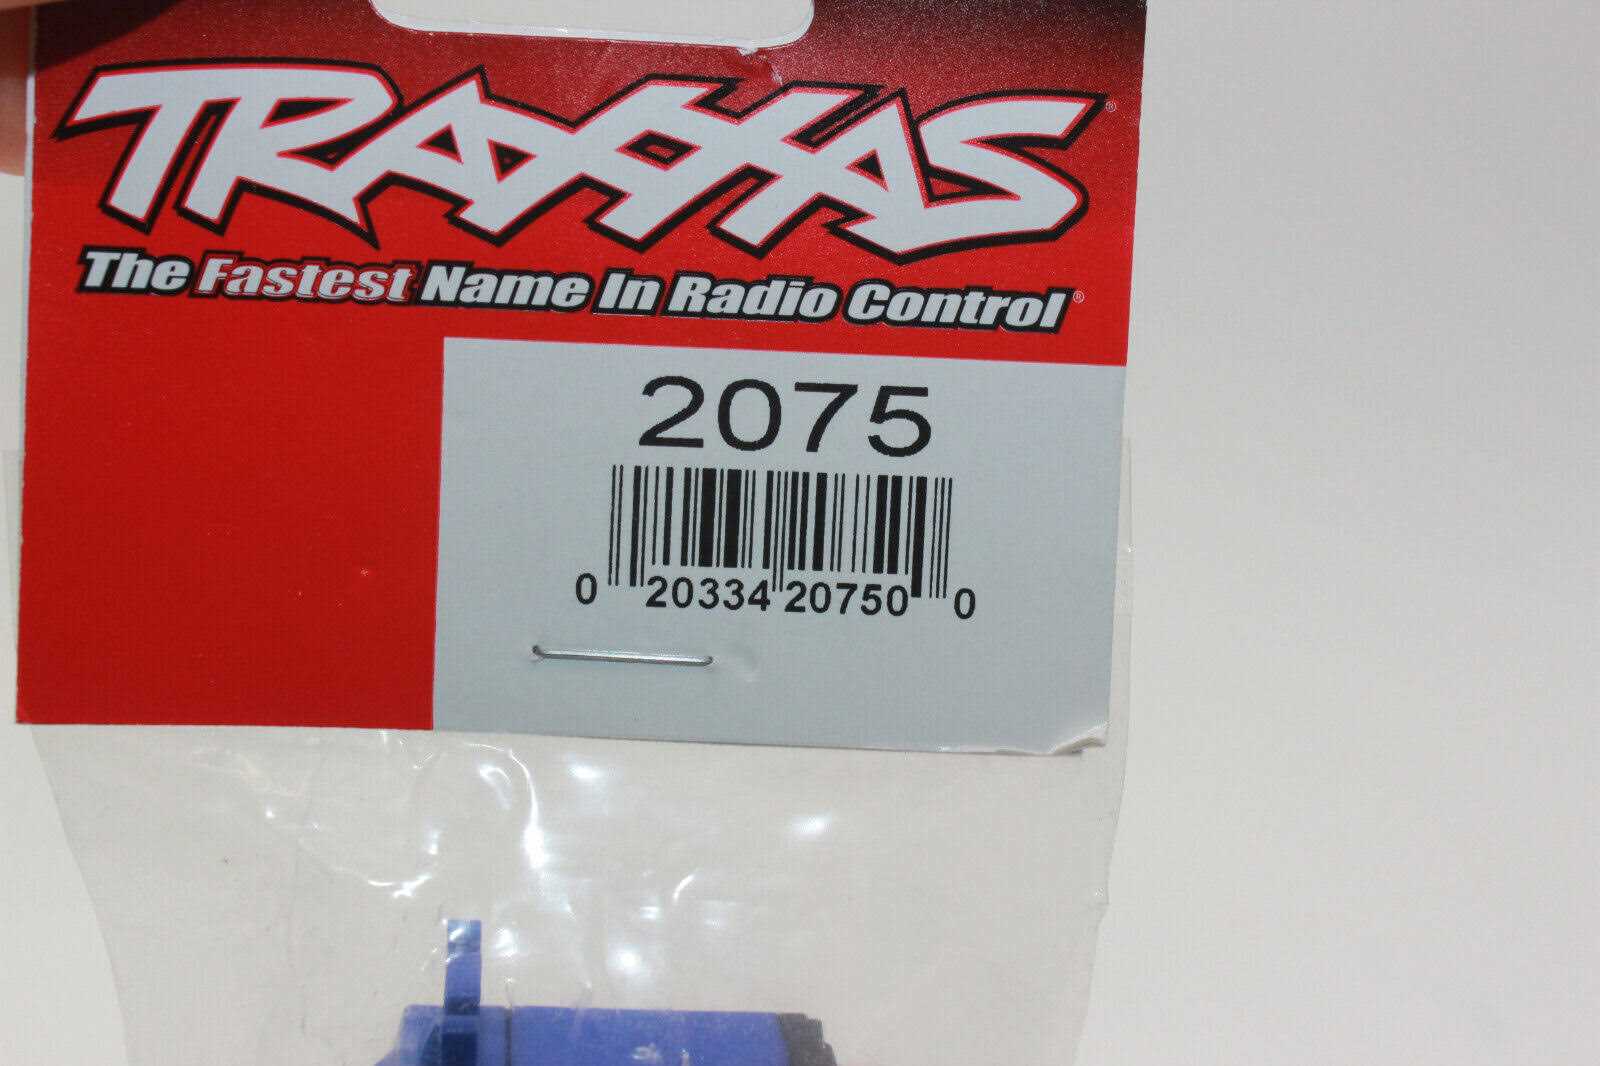 TRAXXAS®
The Fastest Name In Radio Control®
2075
0 20334 20750 0